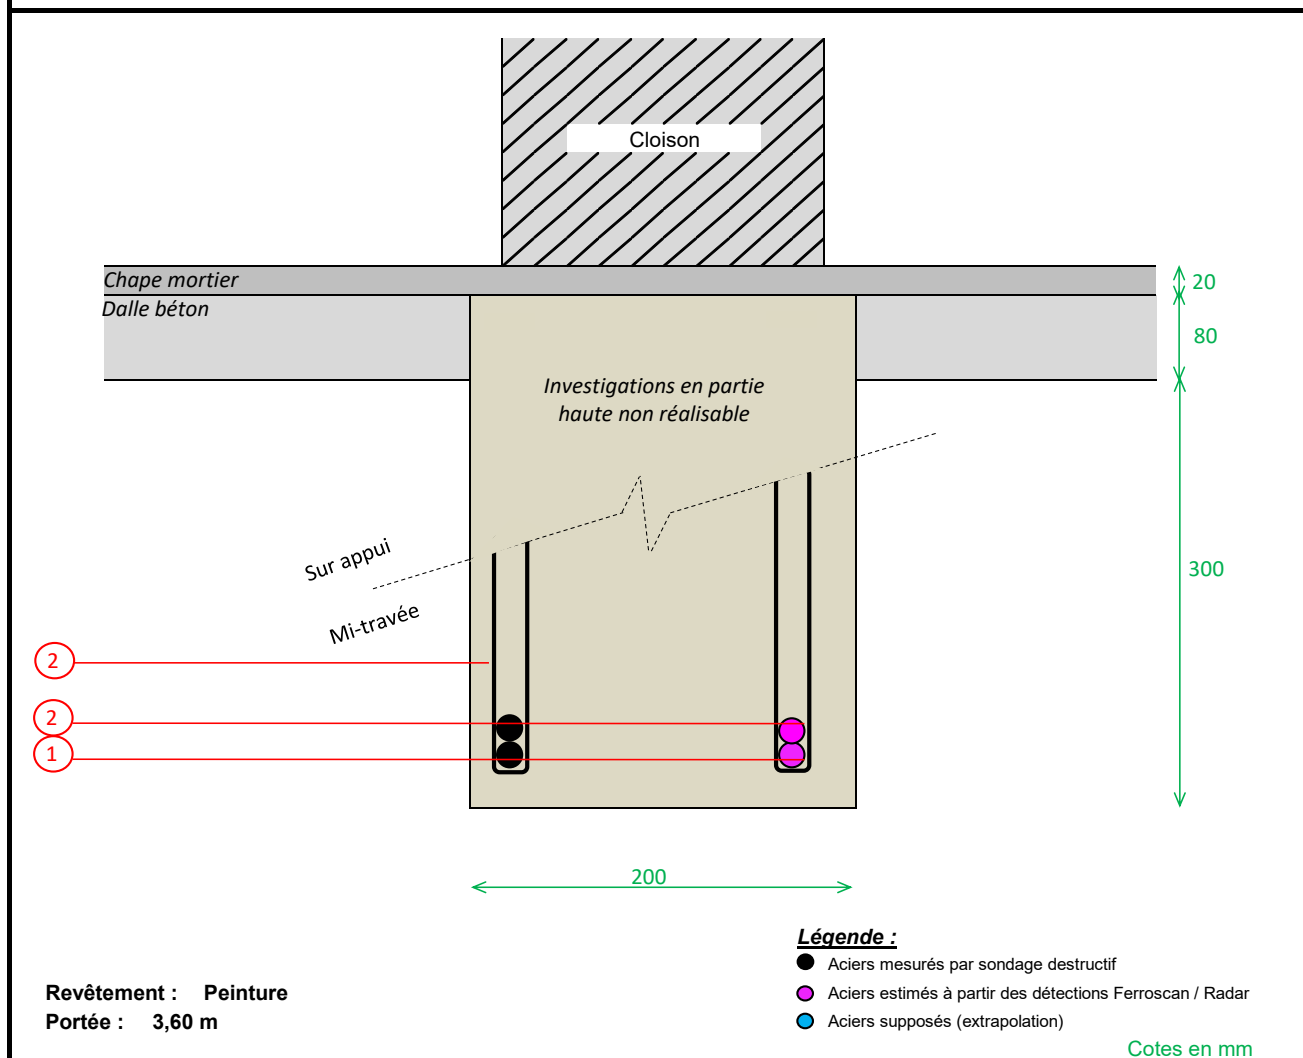 Cloison
Chape mortier
20
Dalle béton
80
Investigations en partie
haute non réalisable
Sur appui
300
Mi-travée
2
2
1
200
Légende :
Aciers mesurés par sondage destructif
Revêtement : Peinture
Aciers estimés à partir des détections Ferroscan / Radar
Portée : 3,60 m
Aciers supposés (extrapolation)
Cotes en mm